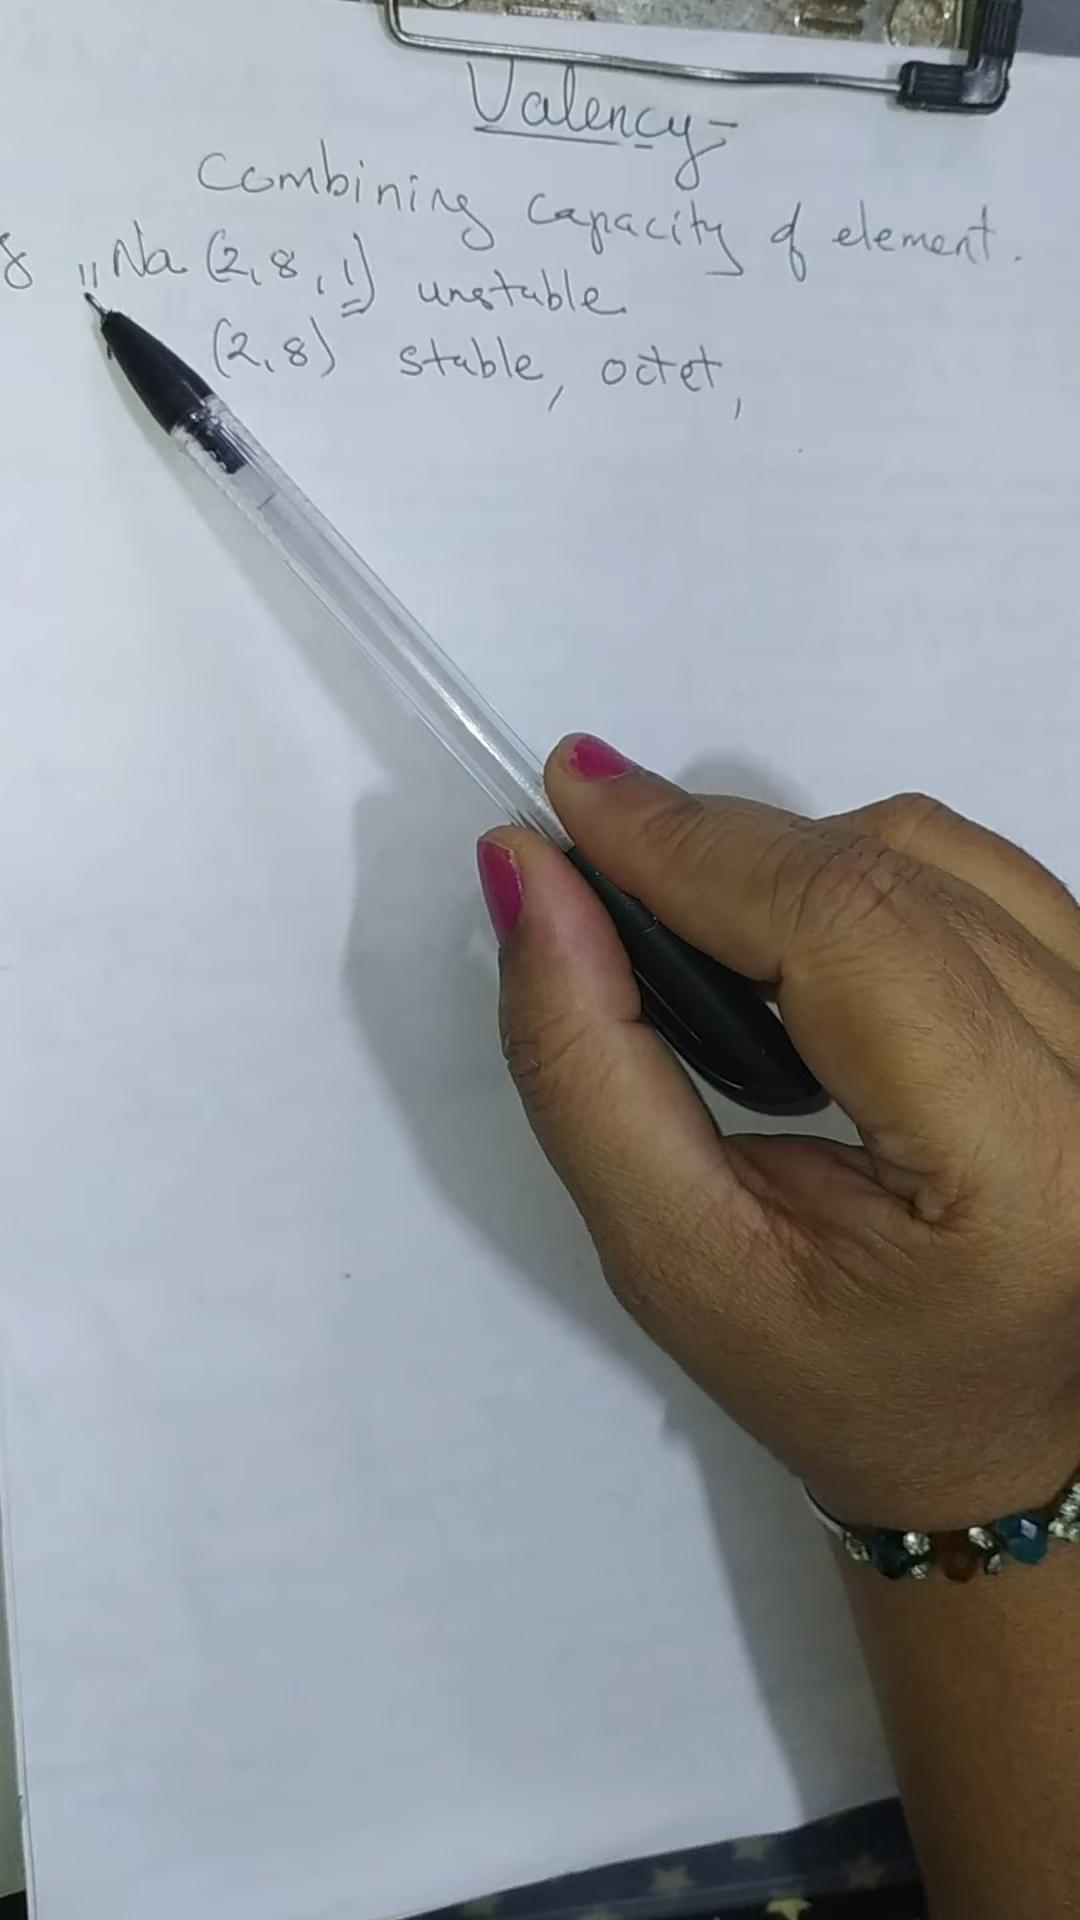 Valency-
Combining capacity of element.
11Na (2,8,1) unstable
(2,8) stable, octet,